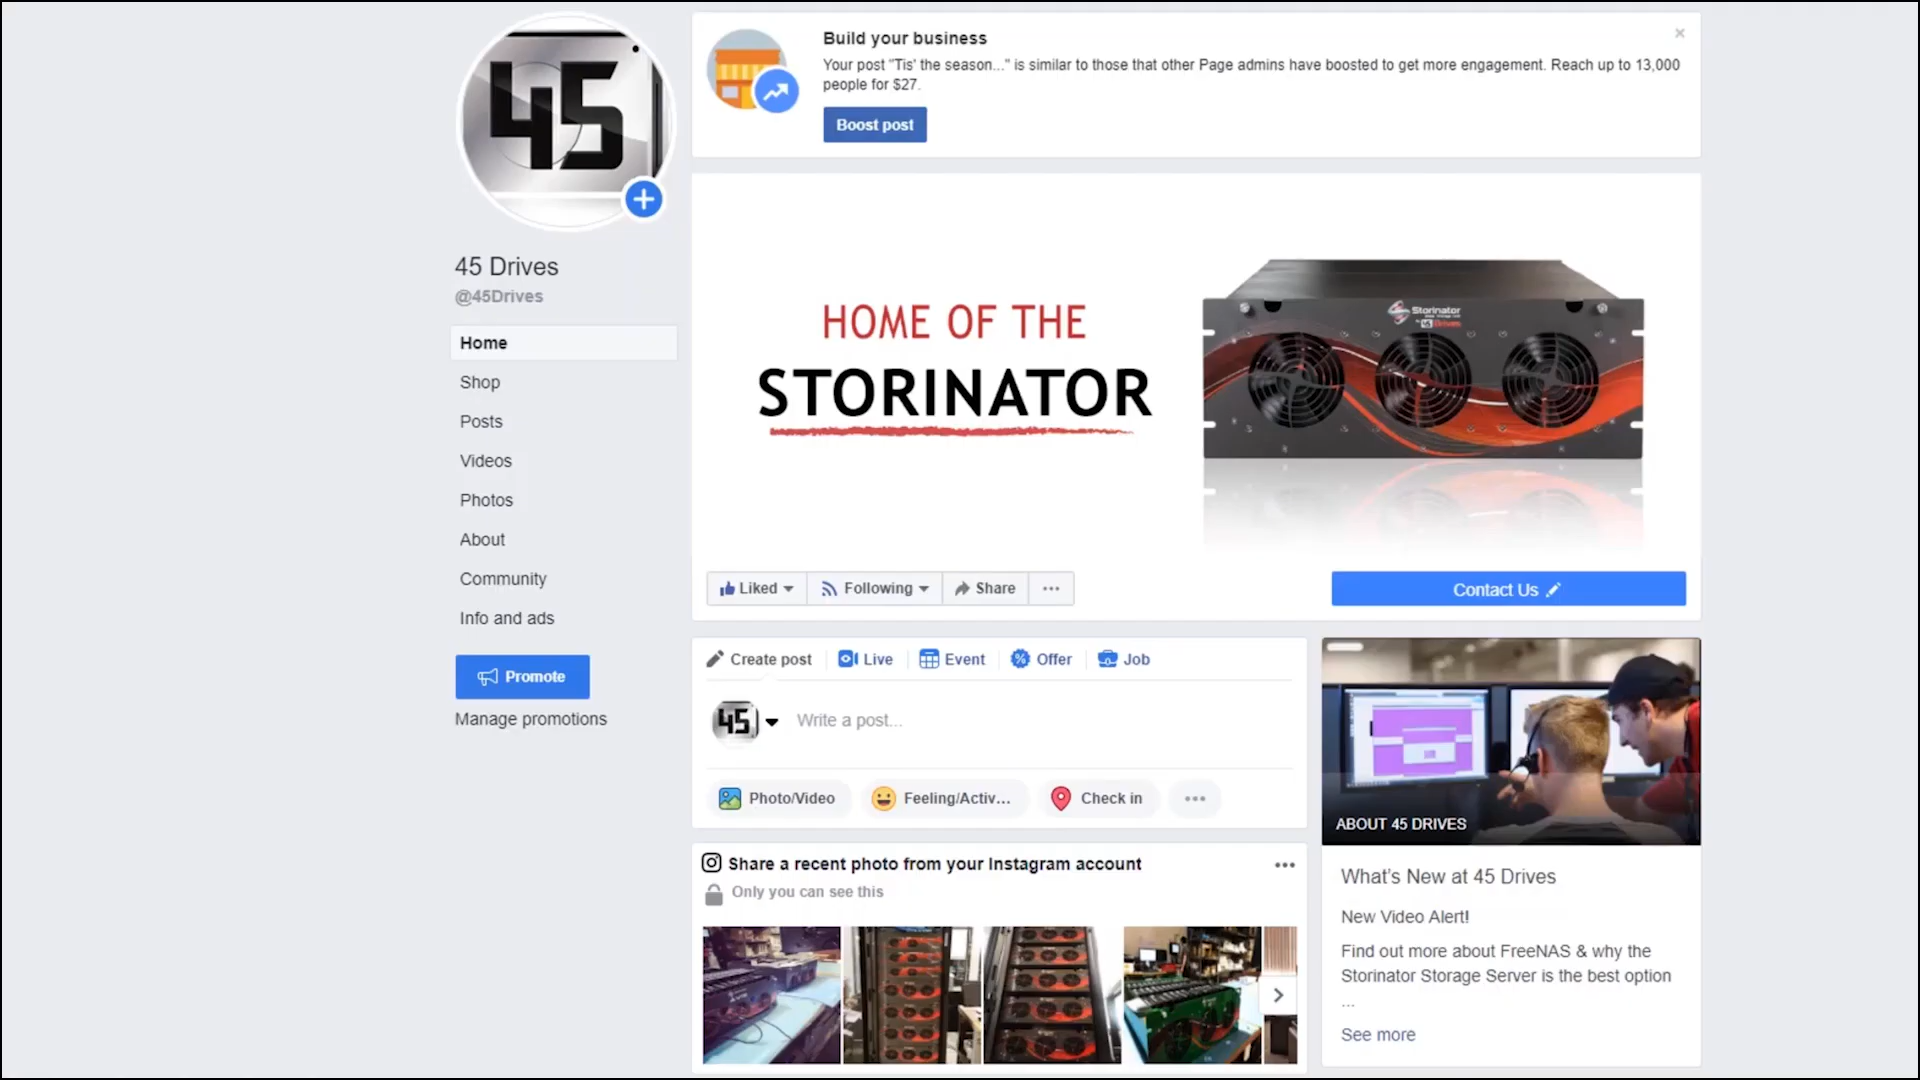 45
45 Drives
@45Drives
Home
Shop
Posts
Videos
Photos
About
Community
Info and ads
Promote
Manage promotions
Build your business
Your post "Tis' the season..." is similar to those that other Page admins have boosted to get more engagement. Reach up to 13,000
people for $27.
Boost post
HOME OF THE
STORINATOR
Storinator
45 Drives
Liked
Following
Share
Contact Us
Create post
Live
Event
Offer
Job
45
Write a post...
Photo/Video
Feeling/Activ...
Check in
Share a recent photo from your Instagram account
Only you can see this
ABOUT 45 DRIVES
What's New at 45 Drives
New Video Alert!
Find out more about FreeNAS & why the
Storinator Storage Server is the best option
...
See more